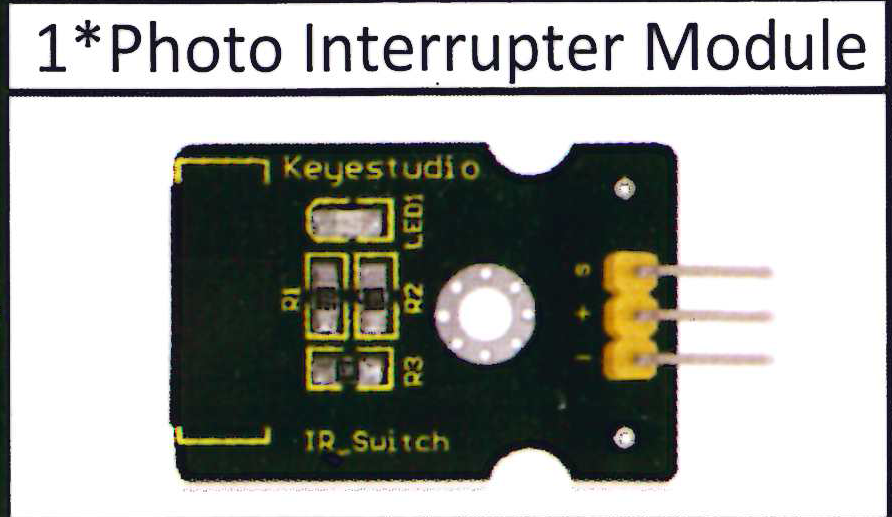 1*Photo Interrupter Module
Keyestudio
LED1
R1
R2
R3
S
+
-
IR_Switch